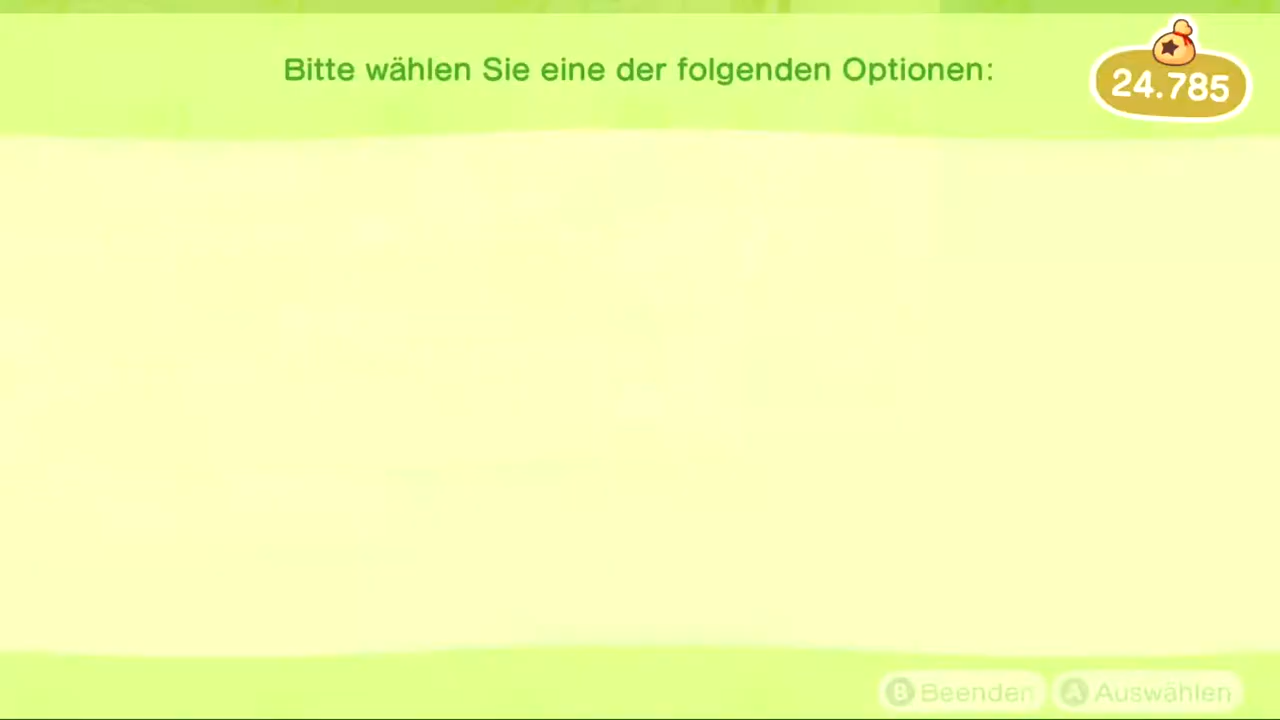 Bitte wählen Sie eine der folgenden Optionen:
24.785
B Beenden A Auswählen